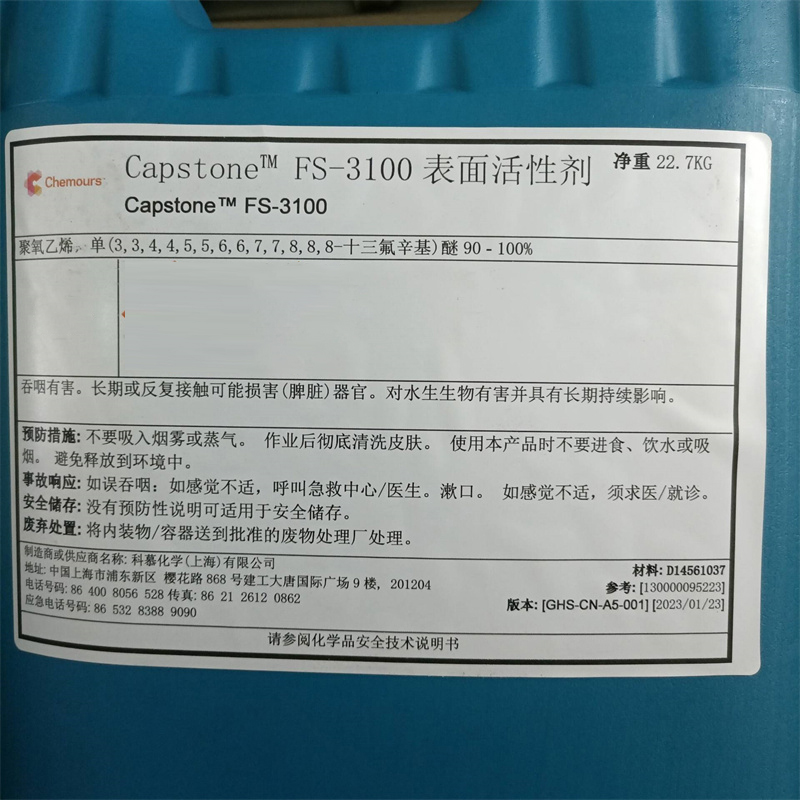 Chemours™
Capstone™ FS-3100 表面活性剂 净重 22.7KG
Capstone™ FS-3100
聚氧乙烯, 单(3,3,4,4,5,5,6,6,7,7,8,8,8-十三氟辛基)醚 90 - 100%
吞咽有害。长期或反复接触可能损害(脾脏)器官。对水生生物有害并具有长期持续影响。
预防措施: 不要吸入烟雾或蒸气。 作业后彻底清洗皮肤。 使用本产品时不要进食、饮水或吸
烟。 避免释放到环境中。
事故响应: 如误吞咽: 如感觉不适, 呼叫急救中心/医生。漱口。 如感觉不适, 须求医/就诊。
安全储存: 没有预防性说明可适用于安全储存。
废弃处置: 将内装物/容器送到批准的废物处理厂处理。
制造商或供应商名称: 科慕化学(上海)有限公司
地址: 中国上海市浦东新区 樱花路 868 号建工大唐国际广场 9 楼, 201204
电话号码: 86 400 8056 528 传真: 86 21 2612 0862
应急电话号码: 86 532 8388 9090
材料: D14561037
参考: [130000095223]
版本: [GHS-CN-A5-001] [2023/01/23]
请参阅化学品安全技术说明书